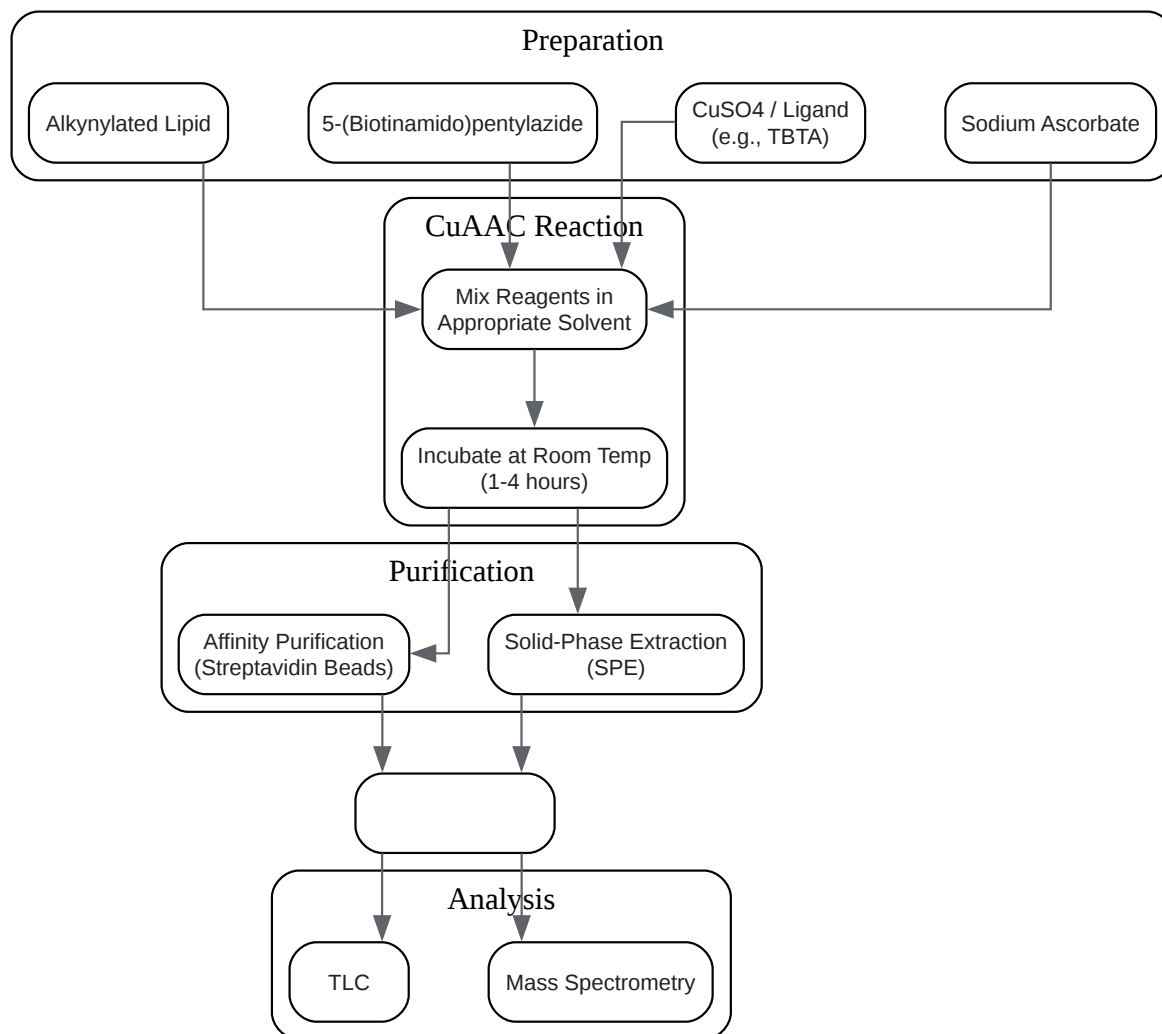 Preparation
Alkynylated Lipid
5-(Biotinamido)pentylazide
CuSO4 / Ligand
(e.g., TBTA)
Sodium Ascorbate
CuAAC Reaction
Mix Reagents in
Appropriate Solvent
Incubate at Room Temp
(1-4 hours)
Purification
Affinity Purification
(Streptavidin Beads)
Solid-Phase Extraction
(SPE)
Analysis
TLC
Mass Spectrometry